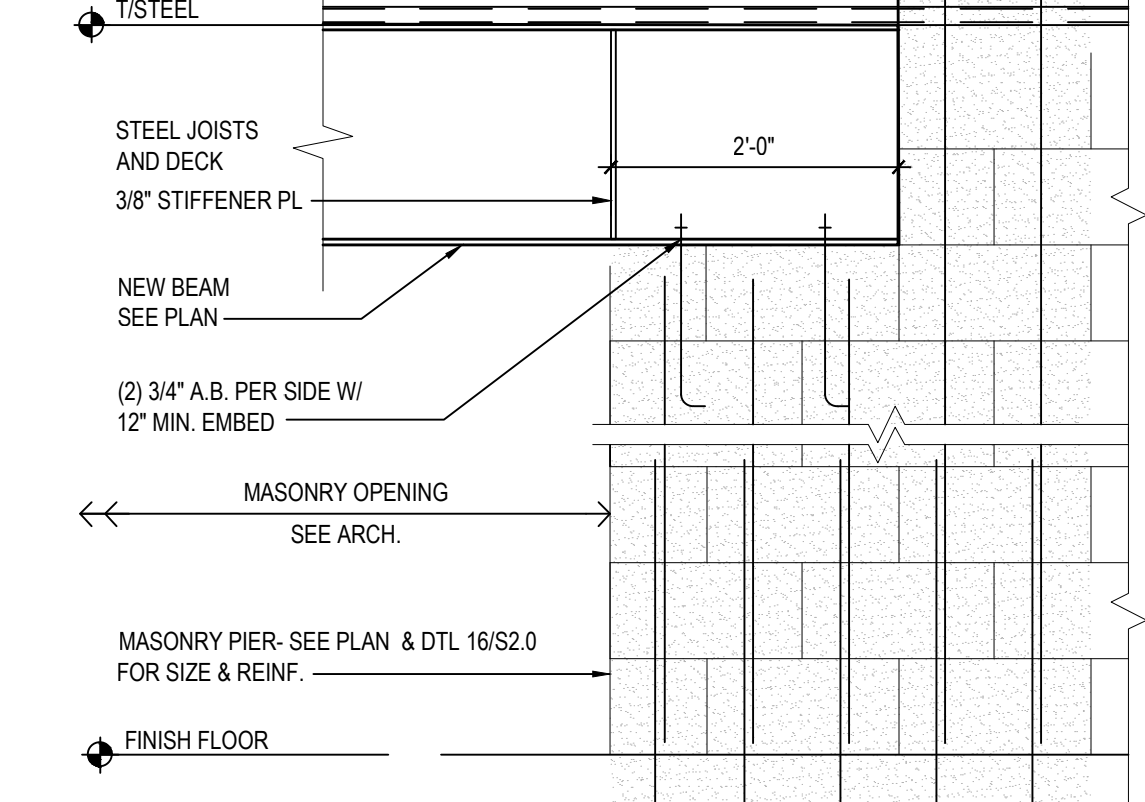 T/STEEL
STEEL JOISTS
AND DECK
3/8" STIFFENER PL
2'-0"
NEW BEAM
SEE PLAN
(2) 3/4" A.B. PER SIDE W/
12" MIN. EMBED
MASONRY OPENING
SEE ARCH.
MASONRY PIER- SEE PLAN & DTL 16/S2.0
FOR SIZE & REINF.
FINISH FLOOR